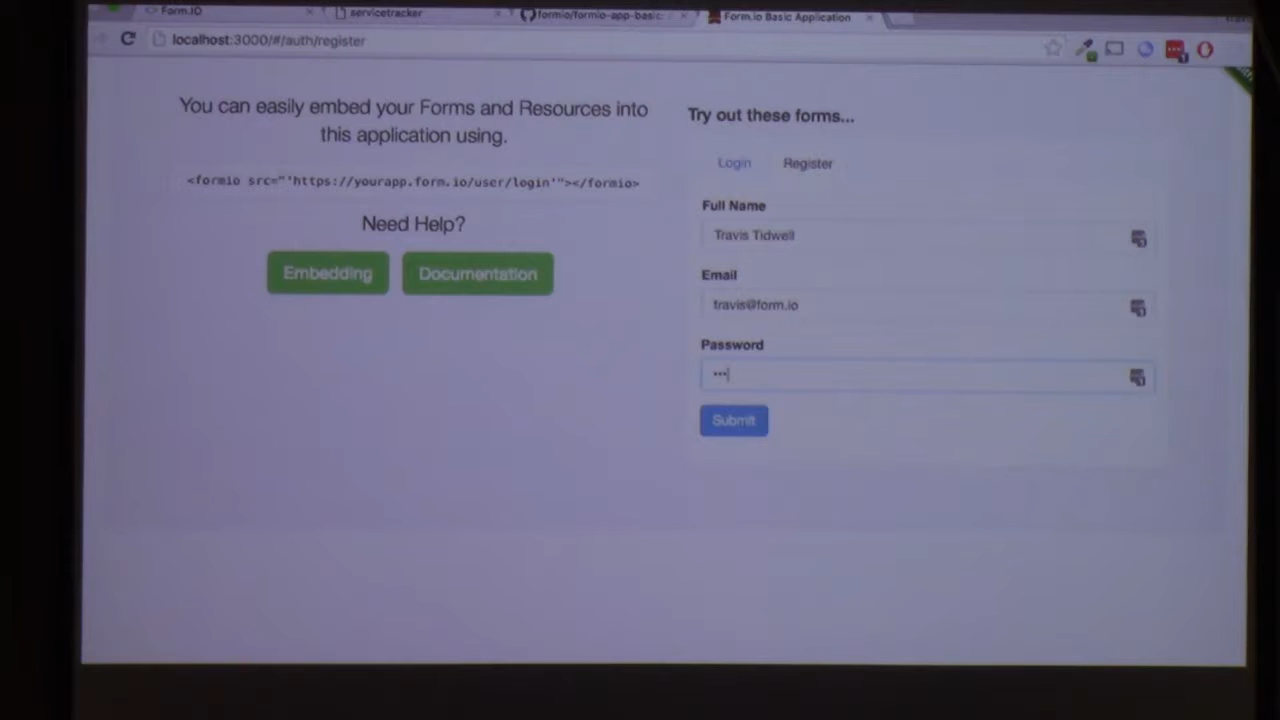 Form.IO
servicetracker
formio/formio-app-basic
Form.io Basic Application
localhost:3000/#/auth/register
You can easily embed your Forms and Resources into
this application using.
<formio src="'https://yourapp.form.io/user/login'"></formio>
Need Help?
Embedding
Documentation
Try out these forms...
Login
Register
Full Name
Travis Tidwell
Email
travis@form.io
Password
•••
Submit